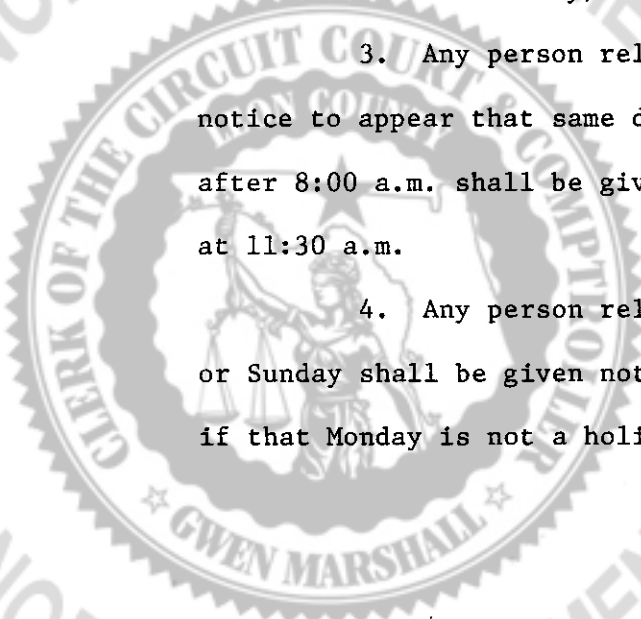 3. Any person rel
notice to appear that same d
after 8:00 a.m. shall be giv
at 11:30 a.m.
4. Any person rel
or Sunday shall be given not
if that Monday is not a holi
CLERK OF THE CIRCUIT COURT & COMPTROLLER
LEON COUNTY
GWEN MARSHALL